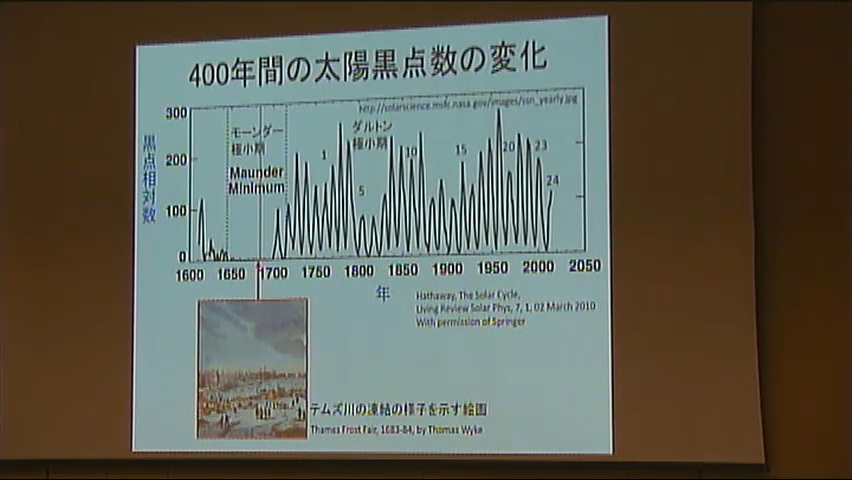 400年間の太陽黒点数の変化
http://solarscience.msfc.nasa.gov/images/ssn_yearly.jpg
300
200
100
0
黒点相対数
モーンダー
極小期
Maunder
Minimum
ダルトン
極小期
1
5
10
15
20
23
24
1600 1650 1700 1750 1800 1850 1900 1950 2000 2050
年
Hathaway, The Solar Cycle,
Living Review Solar Phys, 7, 1, 02 March 2010
With permission of Springer
テムズ川の凍結の様子を示す絵画
Thames Frost Fair, 1683-84, by Thomas Wyke